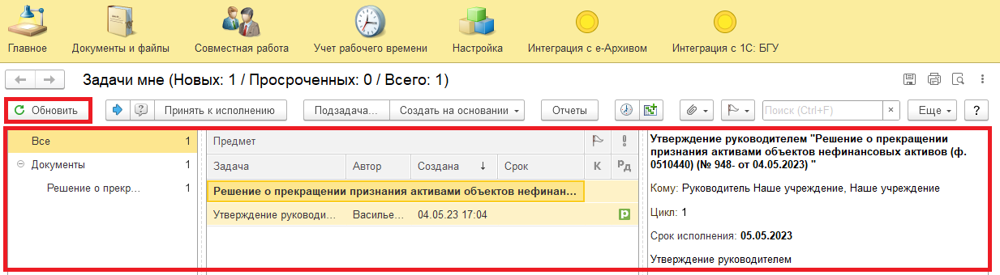 Главное Документы и файлы Совместная работа Учет рабочего времени Настройка Интеграция с е-Архивом Интеграция с 1С: БГУ
Задачи мне (Новых: 1 / Просроченных: 0 / Всего: 1)
Обновить Принять к исполнению Подзадача... Создать на основании Отчеты Поиск (Ctrl+F) × Еще ?
Все 1
Документы 1
Решение о прекр... 1
Предмет
Задача Автор Создана ↓ Срок К Рд
Решение о прекращении признания активами объектов нефинан...
Утверждение руководи... Василье... 04.05.23 17:04 Р
Утверждение руководителем "Решение о прекращении
признания активами объектов нефинансовых активов (ф.
0510440) (№ 948- от 04.05.2023) "
Кому: Руководитель Наше учреждение, Наше учреждение
Цикл: 1
Срок исполнения: 05.05.2023
Утверждение руководителем